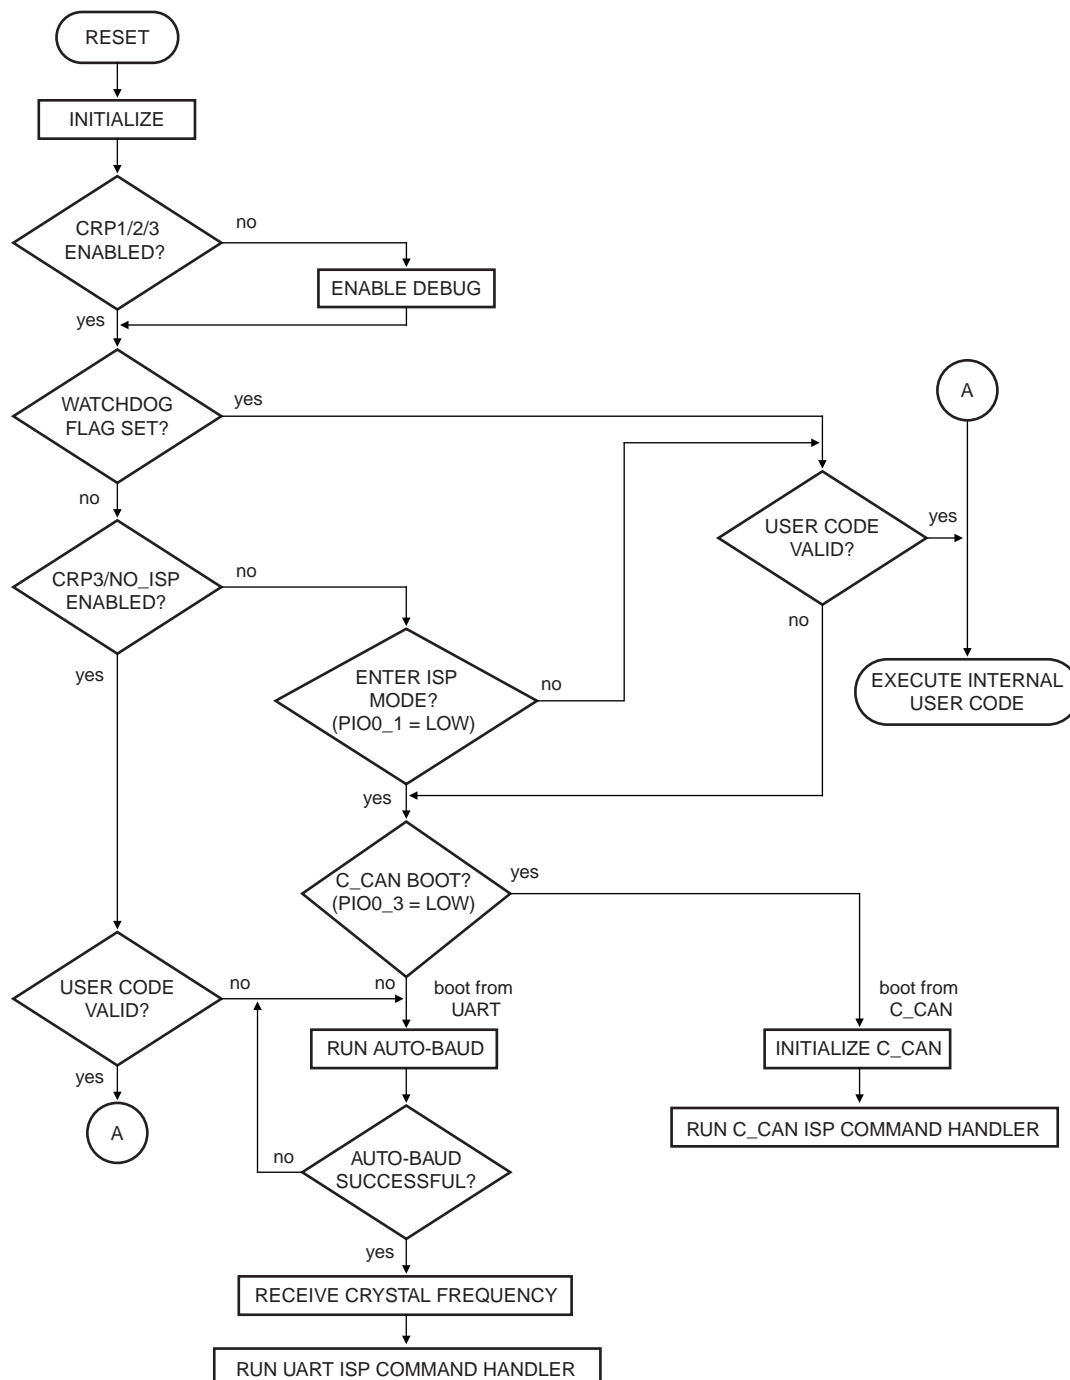 RESET
INITIALIZE
CRP1/2/3
ENABLED?
no
ENABLE DEBUG
yes
WATCHDOG
FLAG SET?
yes
A
no
USER CODE
VALID?
yes
CRP3/NO_ISP
ENABLED?
no
no
yes
ENTER ISP
MODE?
(PIO0_1 = LOW)
no
EXECUTE INTERNAL
USER CODE
yes
C_CAN BOOT?
(PIO0_3 = LOW)
yes
USER CODE
VALID?
no
no
boot from
UART
boot from
C_CAN
RUN AUTO-BAUD
INITIALIZE C_CAN
yes
A
RUN C_CAN ISP COMMAND HANDLER
no
AUTO-BAUD
SUCCESSFUL?
yes
RECEIVE CRYSTAL FREQUENCY
RUN UART ISP COMMAND HANDLER